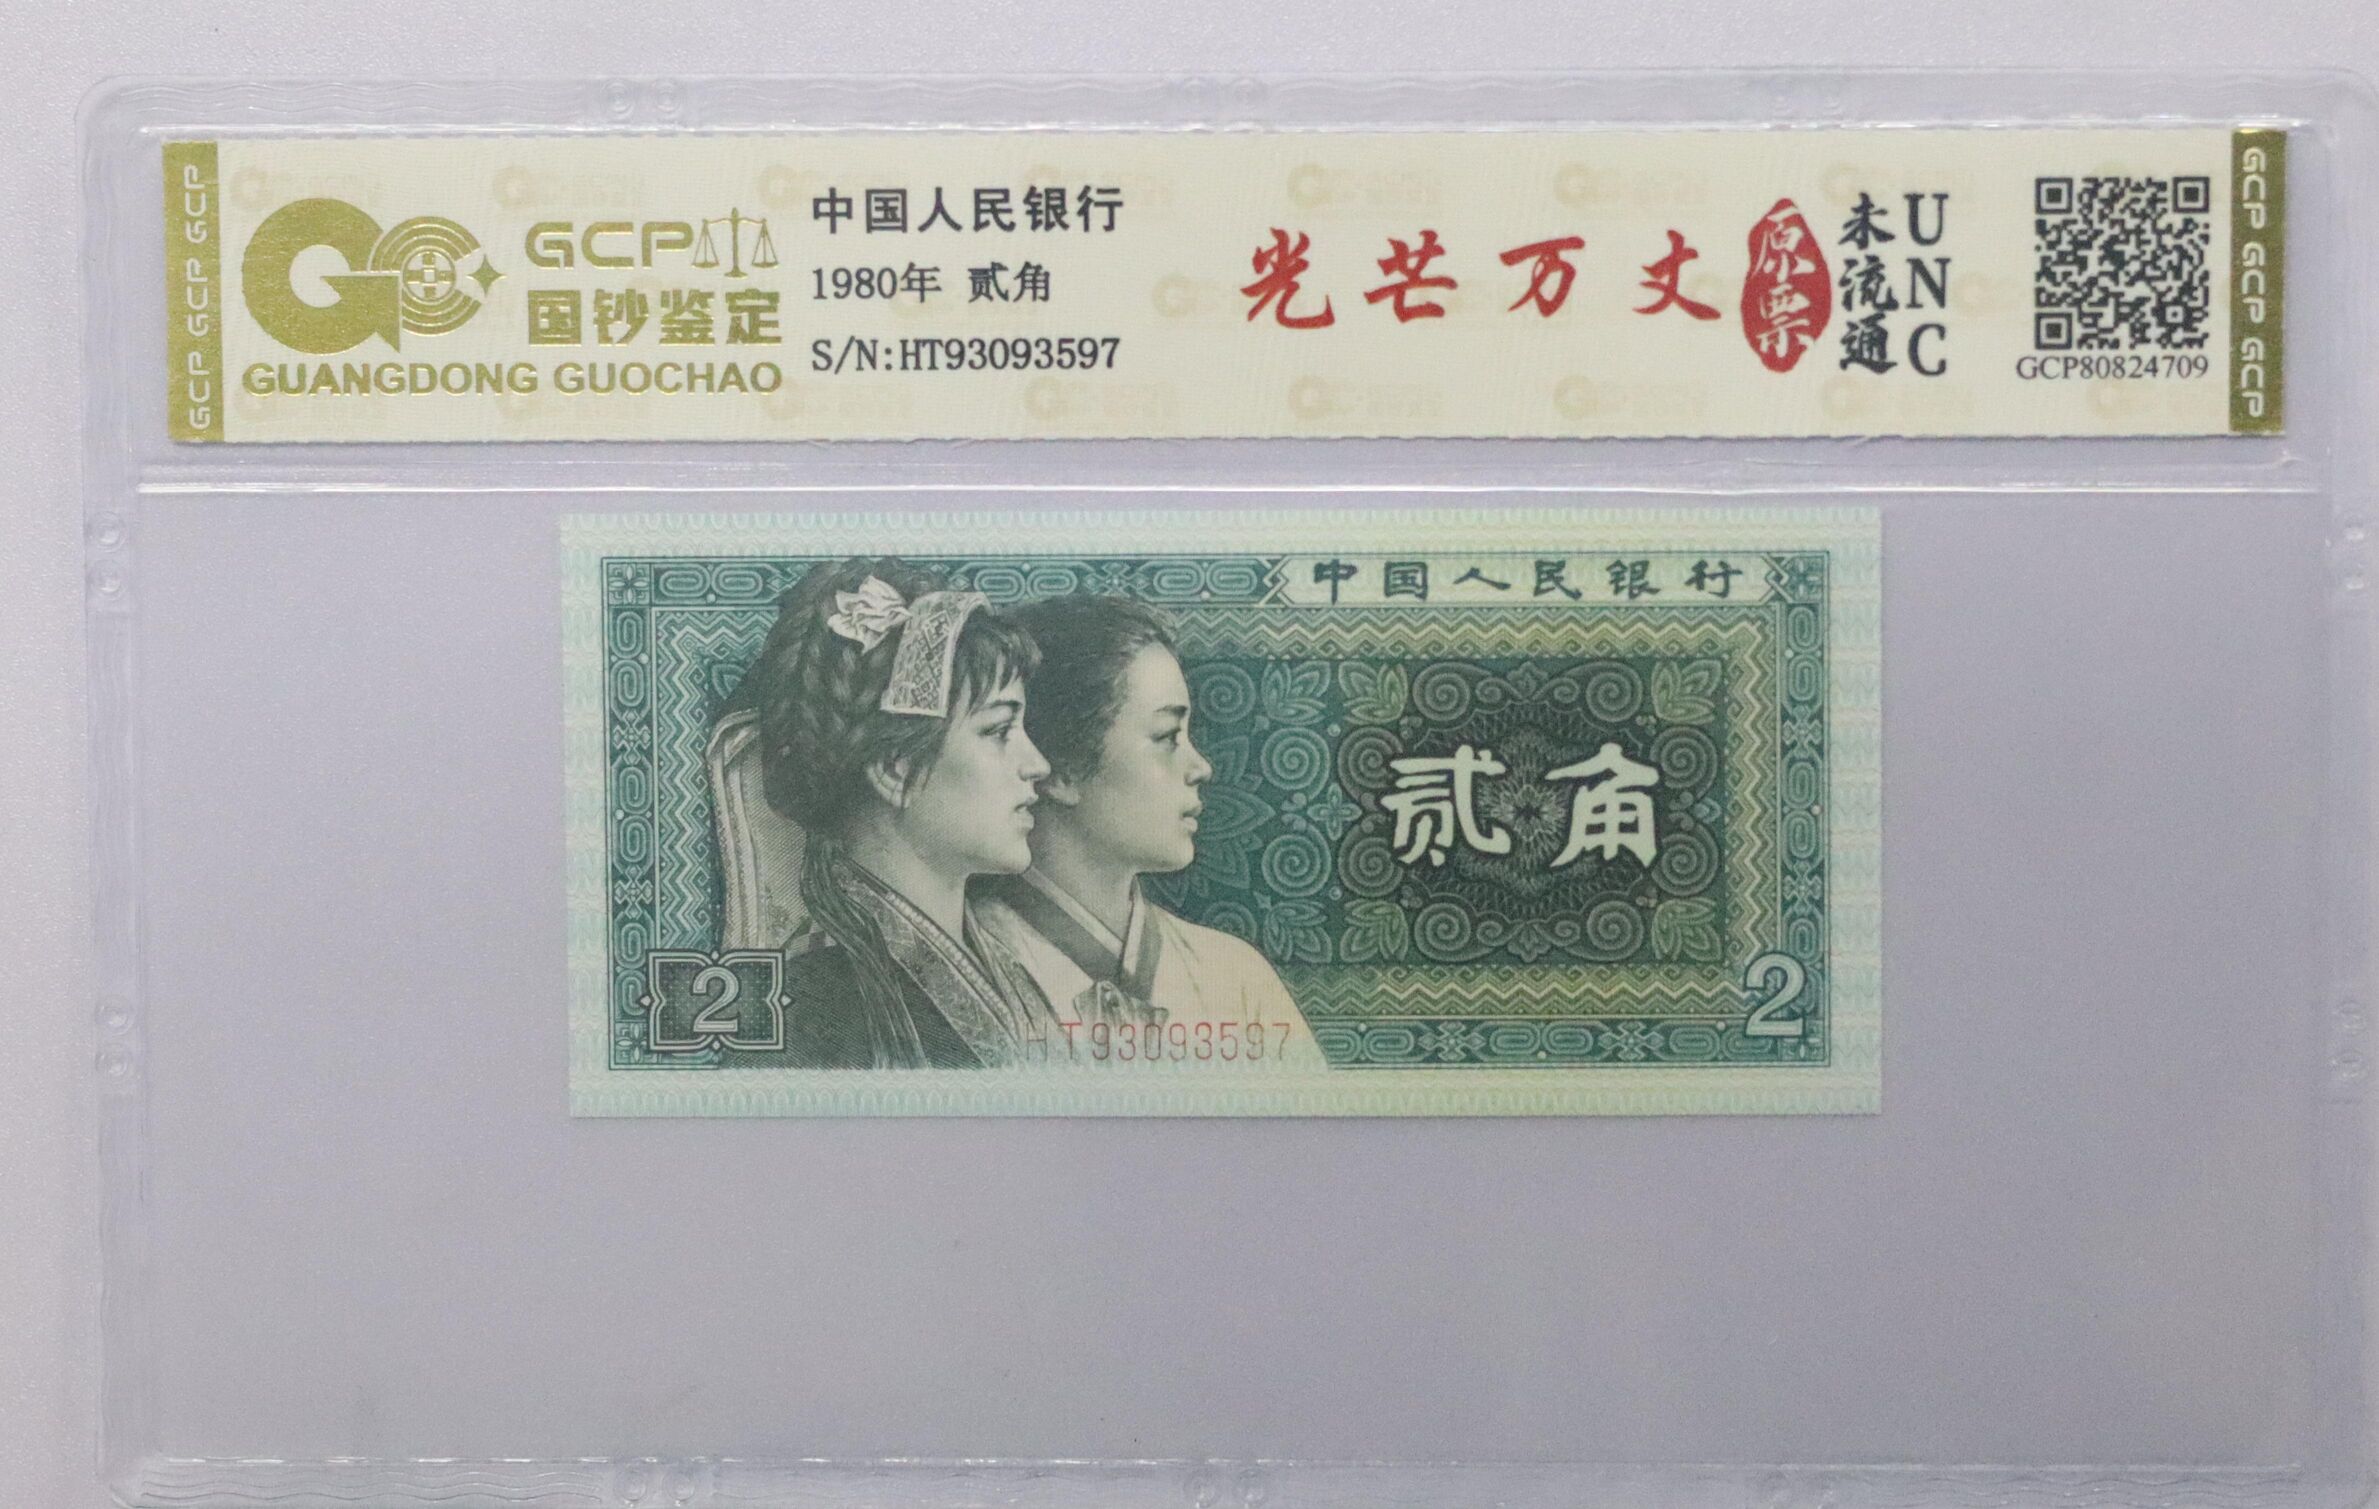 GCP GCP GCP
GCP
国钞鉴定
GUANGDONG GUOCHAO
中国人民银行
1980年 贰角
S/N:HT93093597
光芒万丈
原票
未流通
UNC
GCP80824709
GCP GCP GCP
中国人民银行
贰角
2
2
HT93093597